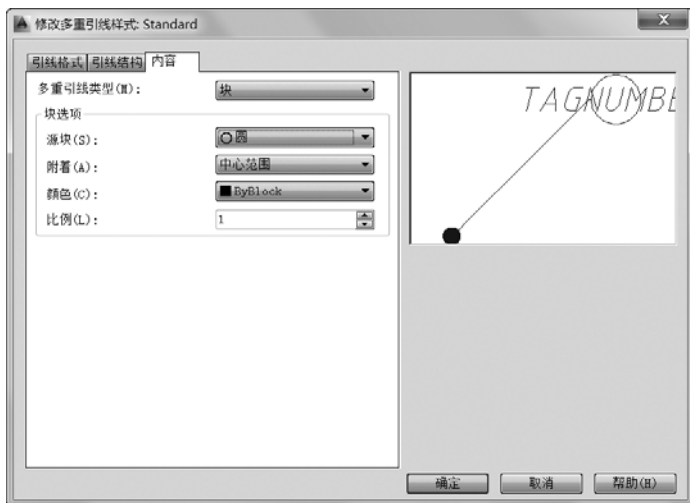 修改多重引线样式: Standard
引线格式 引线结构 内容
多重引线类型(M): 块
块选项
源块(S): 圆
附着(A): 中心范围
颜色(C): ByBlock
比例(L): 1
TAGNUMBE
确定 取消 帮助(H)